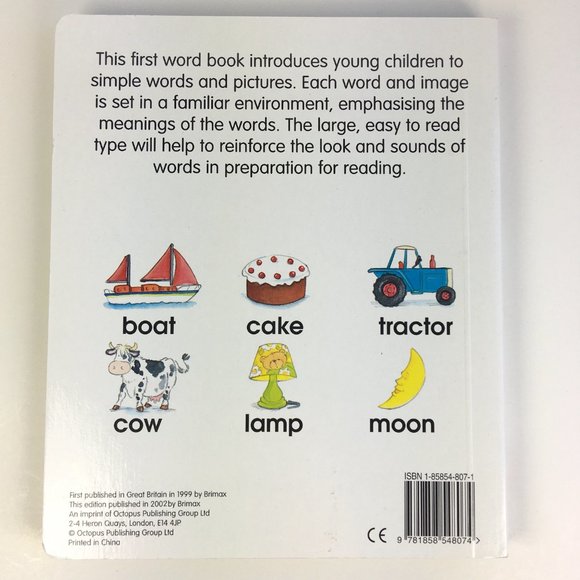 This first word book introduces young children to
simple words and pictures. Each word and image
is set in a familiar environment, emphasising the
meanings of the words. The large, easy to read
type will help to reinforce the look and sounds of
words in preparation for reading.
boat cake tractor
cow lamp moon
ISBN 1-85854-807-1
First published in Great Britain in 1999 by Brimax
This edition published in 2002by Brimax
An imprint of Octopus Publishing Group Ltd
2-4 Heron Quays, London, E14 4JP
© Octopus Publishing Group Ltd
Printed in China
CE
9 781858 548074 >